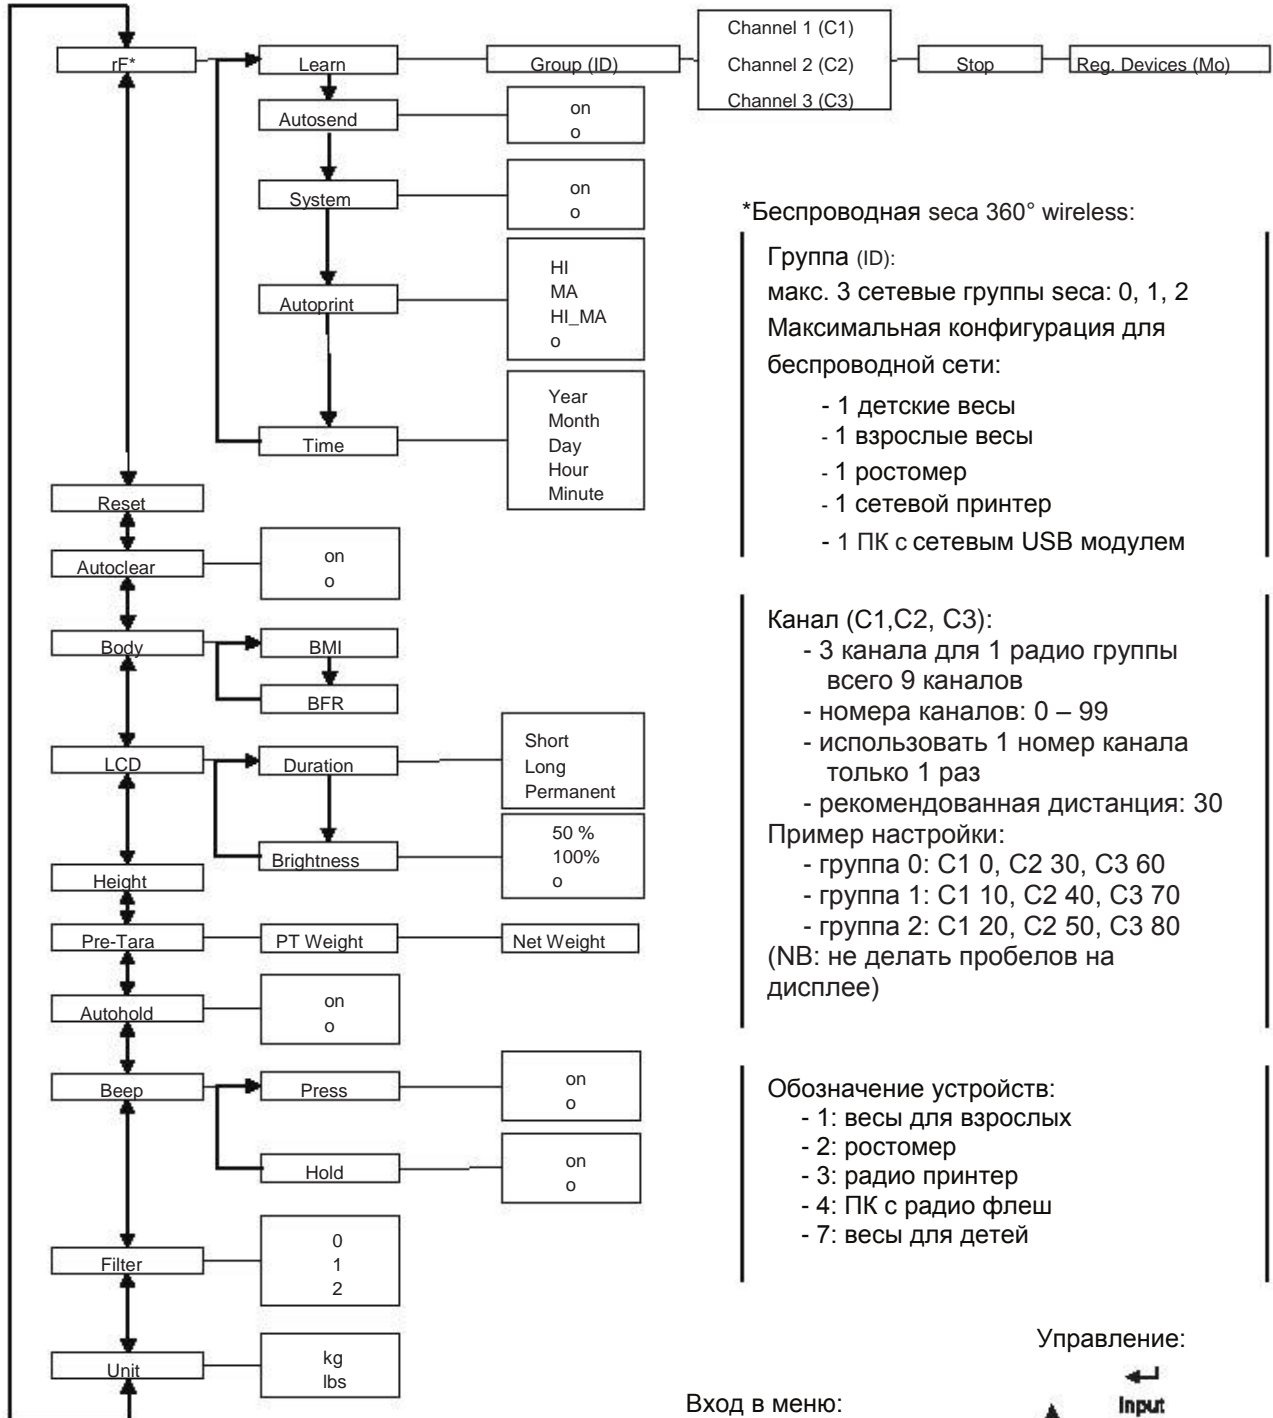 Channel 1 (C1)
rF*
Learn
Group (ID)
Channel 2 (C2)
Stop
Reg. Devices (Mo)
Channel 3 (C3)
Autosend
on
o
System
on
o
Autoprint
HI
MA
HI_MA
o
Time
Year
Month
Day
Hour
Minute
Reset
Autoclear
on
o
Body
BMI
BFR
LCD
Duration
Short
Long
Permanent
Brightness
50 %
100%
o
Height
Pre-Tara
PT Weight
Net Weight
Autohold
on
o
Beep
Press
on
o
Hold
on
o
Filter
0
1
2
Unit
kg
lbs
*Беспроводная seca 360° wireless:
Группа (ID):
макс. 3 сетевые группы seca: 0, 1, 2
Максимальная конфигурация для
беспроводной сети:
- 1 детские весы
- 1 взрослые весы
- 1 ростомер
- 1 сетевой принтер
- 1 ПК с сетевым USB модулем
Канал (C1,C2, C3):
- 3 канала для 1 радио группы
всего 9 каналов
- номера каналов: 0 – 99
- использовать 1 номер канала
только 1 раз
- рекомендованная дистанция: 30
Пример настройки:
- группа 0: C1 0, C2 30, C3 60
- группа 1: C1 10, C2 40, C3 70
- группа 2: C1 20, C2 50, C3 80
(NB: не делать пробелов на
дисплее)
Обозначение устройств:
- 1: весы для взрослых
- 2: ростомер
- 3: радио принтер
- 4: ПК с радио флеш
- 7: весы для детей
Управление:
Вход в меню:
Input